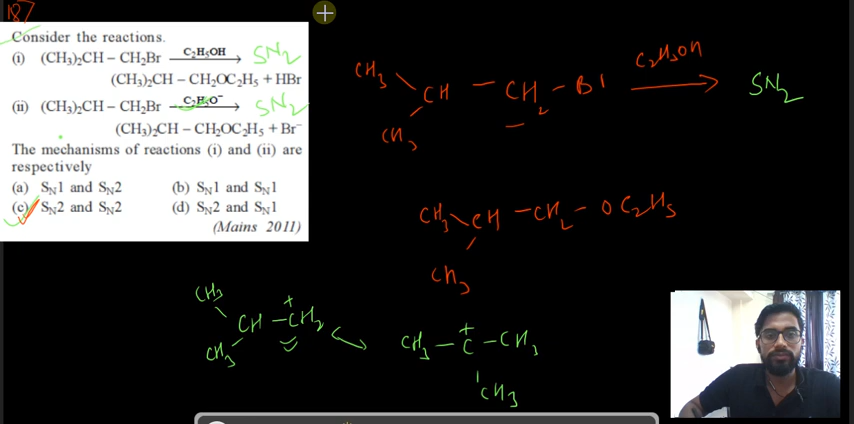 187
Consider the reactions.
(i) (CH₃)₂CH – CH₂Br C₂H₅OH → SN2
(CH₃)₂CH – CH₂OC₂H₅ + HBr
(ii) (CH₃)₂CH – CH₂Br C₂H₅O⁻ → SN2
(CH₃)₂CH – CH₂OC₂H₅ + Br⁻
The mechanisms of reactions (i) and (ii) are
respectively
(a) SN1 and SN2 (b) SN1 and SN1
(c) SN2 and SN2 (d) SN2 and SN1
(Mains 2011)
CH₃
CH – CH₂ – Br C₂H₅OH → SN2
CH₃
CH₃ CH – CH₂ – OC₂H₅
CH₃
CH₃
CH – CH₂ +
CH₃
CH₃ – C – CH₃ +
CH₃